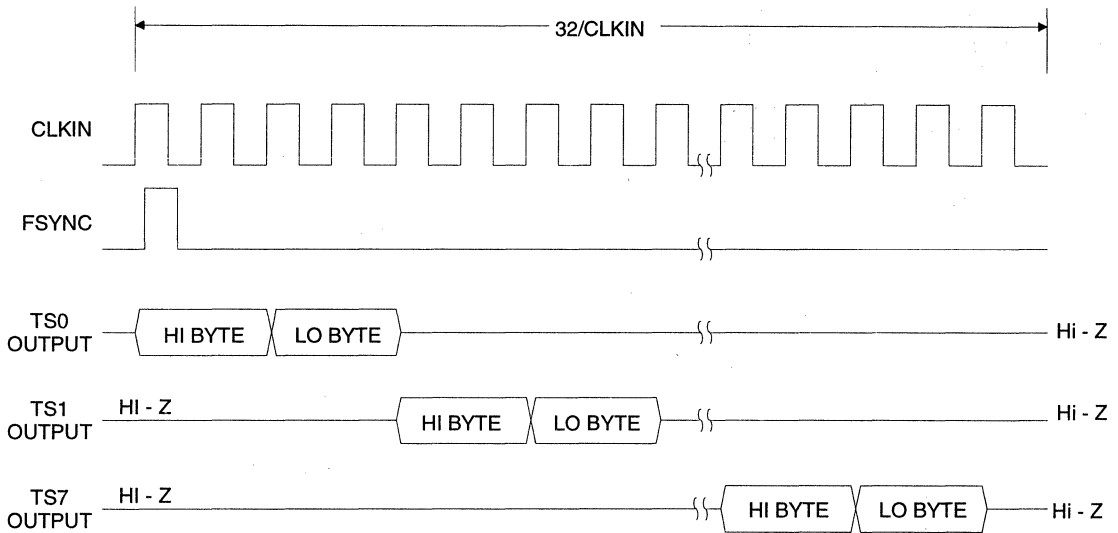 32/CLKIN
CLKIN
FSYNC
TS0
OUTPUT
HI BYTE
LO BYTE
Hi - Z
TS1
OUTPUT
HI - Z
HI BYTE
LO BYTE
Hi - Z
TS7
OUTPUT
HI - Z
HI BYTE
LO BYTE
Hi - Z